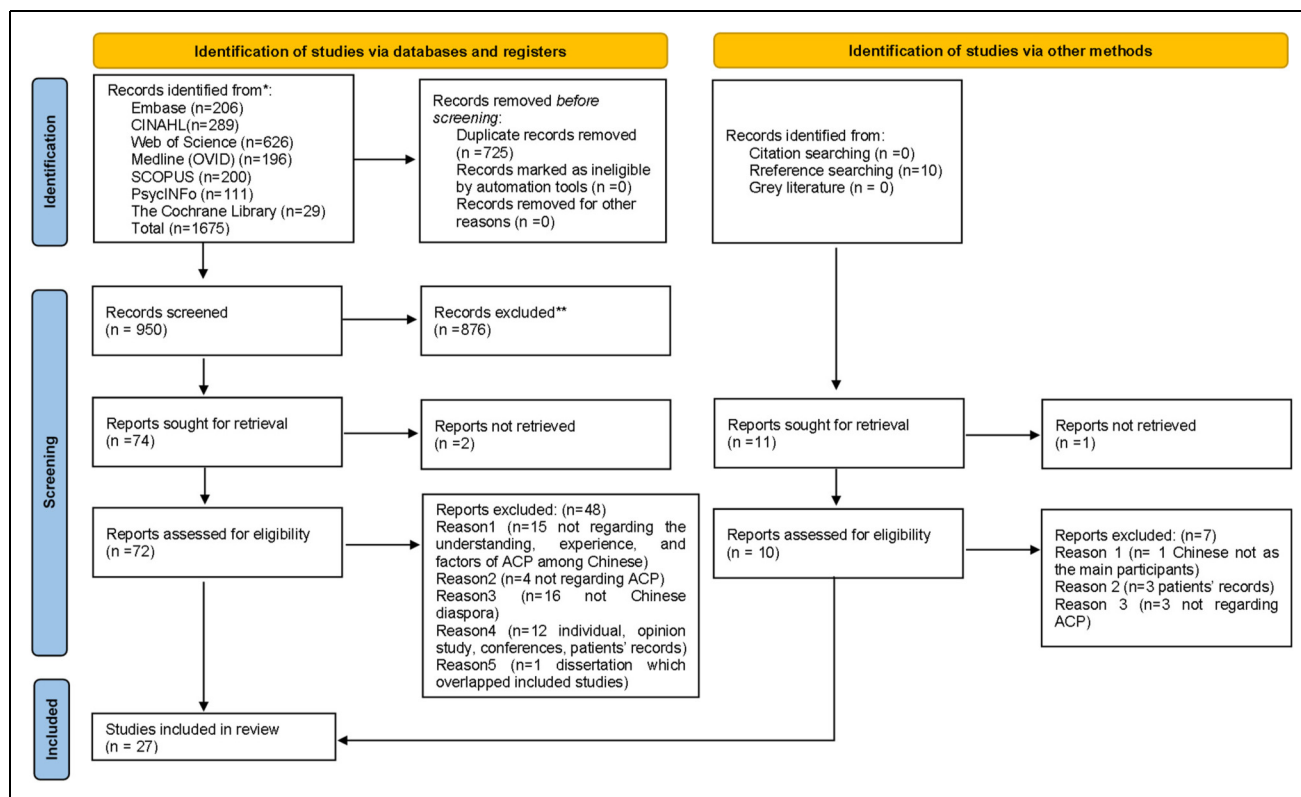 Identification of studies via databases and registers
Identification of studies via other methods
Identification
Records identified from*:
Embase (n=206)
CINAHL(n=289)
Web of Science (n=626)
Medline (OVID) (n=196)
SCOPUS (n=200)
PsycINFo (n=111)
The Cochrane Library (n=29)
Total (n=1675)
Records removed before
screening:
Duplicate records removed
(n =725)
Records marked as ineligible
by automation tools (n =0)
Records removed for other
reasons (n =0)
Records identified from:
Citation searching (n =0)
Rreference searching (n=10)
Grey literature (n = 0)
Screening
Records screened
(n = 950)
Records excluded**
(n =876)
Reports sought for retrieval
(n =74)
Reports not retrieved
(n =2)
Reports sought for retrieval
(n =11)
Reports not retrieved
(n =1)
Reports assessed for eligibility
(n =72)
Reports excluded: (n=48)
Reason1 (n=15 not regarding the
understanding, experience, and
factors of ACP among Chinese)
Reason2 (n=4 not regarding ACP)
Reason3 (n=16 not Chinese
diaspora)
Reason4 (n=12 individual, opinion
study, conferences, patients' records)
Reason5 (n=1 dissertation which
overlapped included studies)
Reports assessed for eligibility
(n = 10)
Reports excluded: (n=7)
Reason 1 (n= 1 Chinese not as
the main participants)
Reason 2 (n=3 patients' records)
Reason 3 (n=3 not regarding
ACP)
Included
Studies included in review
(n = 27)